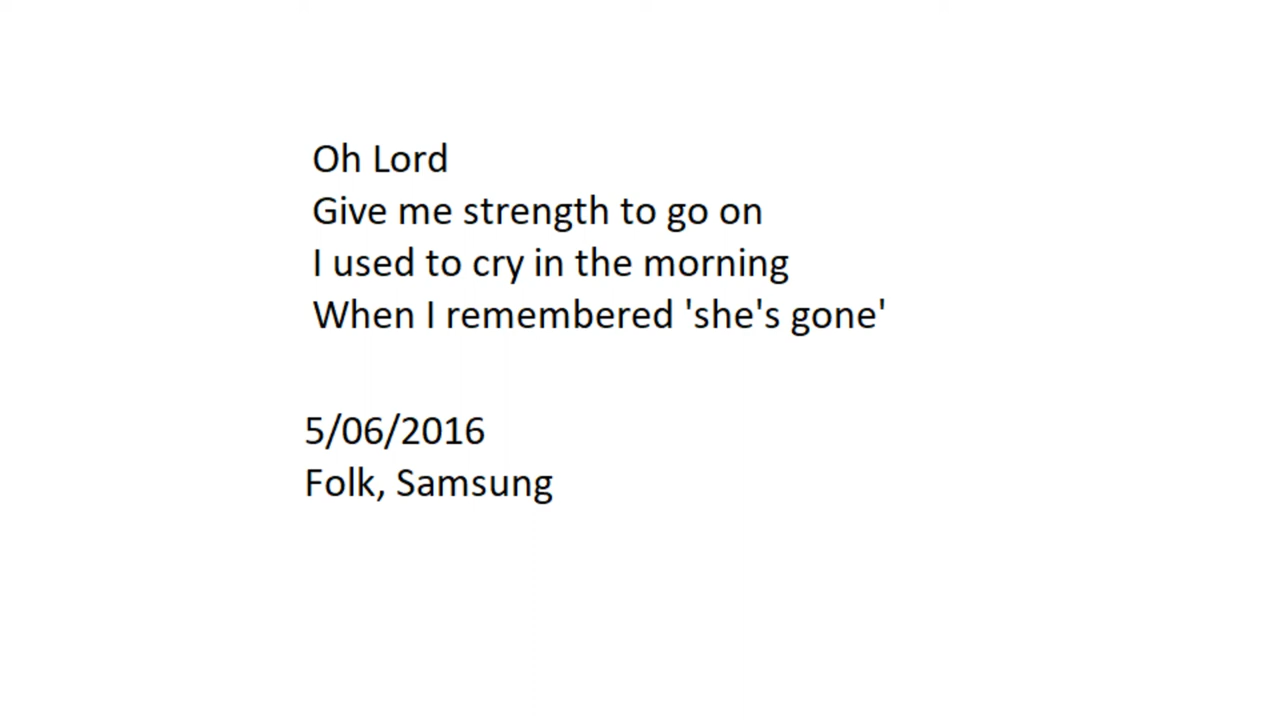 Oh Lord
Give me strength to go on
I used to cry in the morning
When I remembered 'she's gone'
5/06/2016
Folk, Samsung